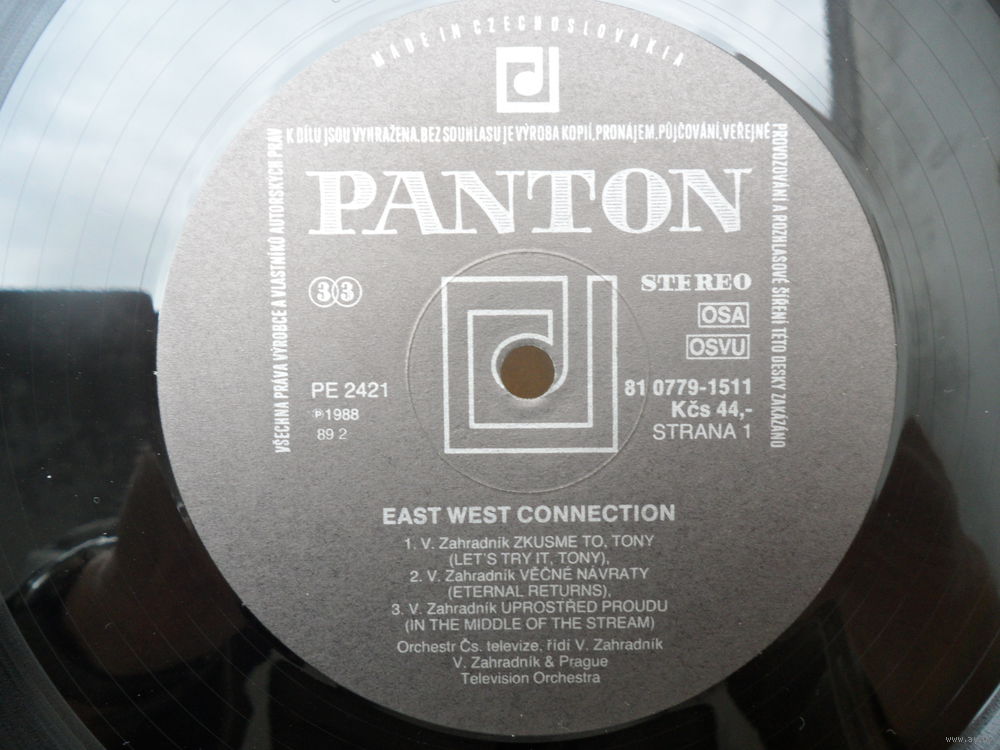 MADE IN CZECHOSLOVAKIA
VŠECHNA PRÁVA VÝROBCE A VLASTNÍKŮ AUTORSKÝCH PRÁV
K DÍLU JSOU VYHRAŽENA. BEZ SOUHLASU JE VÝROBA KOPIÍ, PRONÁJEM, PŮJČOVÁNÍ, VEŘEJNÉ
PROVOZOVÁNÍ A ROZHLASOVÉ ŠÍŘENÍ TÉTO DESKY ZAKÁZÁNO
PANTON
33
STEREO
OSA
OSVU
PE 2421
℗1988
89 2
81 0779-1511
Kčs 44,-
STRANA 1
EAST WEST CONNECTION
1. V. Zahradník ZKUSME TO, TONY
(LET'S TRY IT, TONY),
2. V. Zahradník VĚČNÉ NÁVRATY
(ETERNAL RETURNS),
3. V. Zahradník UPROSTŘED PROUDU
(IN THE MIDDLE OF THE STREAM)
Orchestr Čs. televize, řídí V. Zahradník
V. Zahradník & Prague
Television Orchestra